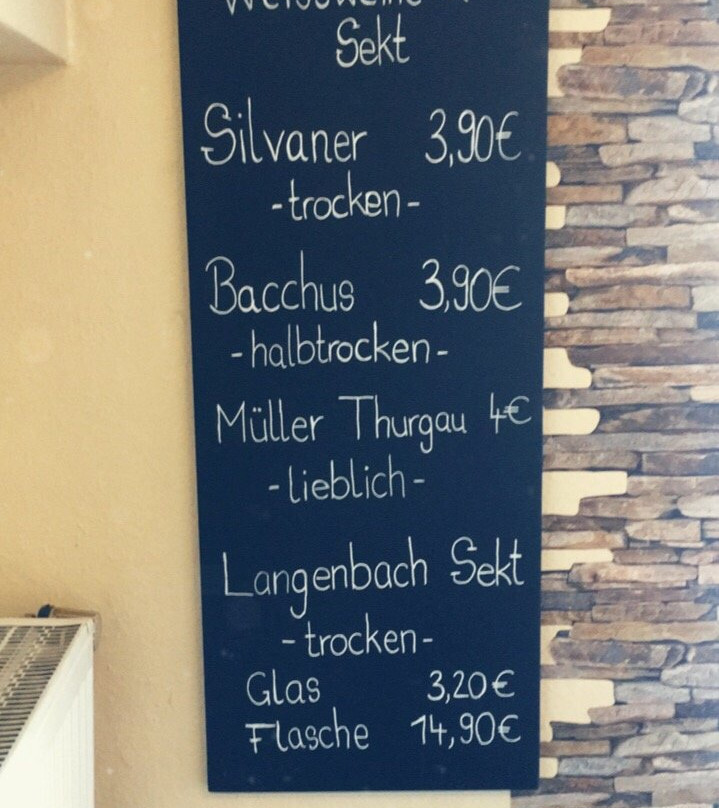 Weissweine
Sekt
Silvaner 3,90€
-trocken-
Bacchus 3,90€
-halbtrocken-
Müller Thurgau 4€
-lieblich-
Langenbach Sekt
-trocken-
Glas 3,20€
Flasche 14,90€